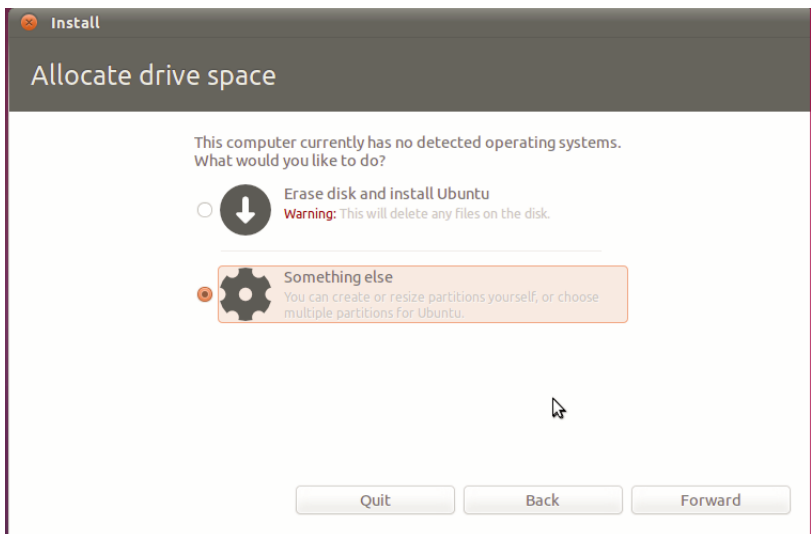 Install
Allocate drive space
This computer currently has no detected operating systems.
What would you like to do?
Erase disk and install Ubuntu
Warning: This will delete any files on the disk.
Something else
You can create or resize partitions yourself, or choose
multiple partitions for Ubuntu.
Quit Back Forward